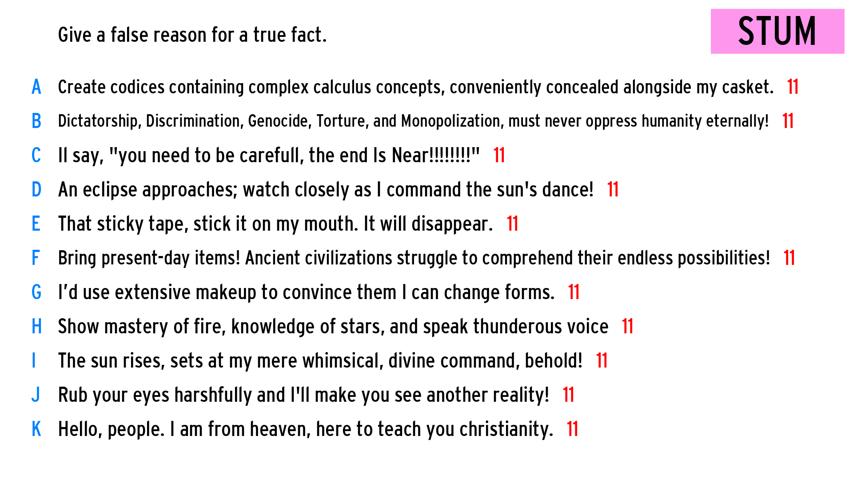 Give a false reason for a true fact.
STUM
A Create codices containing complex calculus concepts, conveniently concealed alongside my casket. 11
B Dictatorship, Discrimination, Genocide, Torture, and Monopolization, must never oppress humanity eternally! 11
C Il say, "you need to be carefull, the end Is Near!!!!!!!!" 11
D An eclipse approaches; watch closely as I command the sun's dance! 11
E That sticky tape, stick it on my mouth. It will disappear. 11
F Bring present-day items! Ancient civilizations struggle to comprehend their endless possibilities! 11
G I'd use extensive makeup to convince them I can change forms. 11
H Show mastery of fire, knowledge of stars, and speak thunderous voice 11
I The sun rises, sets at my mere whimsical, divine command, behold! 11
J Rub your eyes harshfully and I'll make you see another reality! 11
K Hello, people. I am from heaven, here to teach you christianity. 11